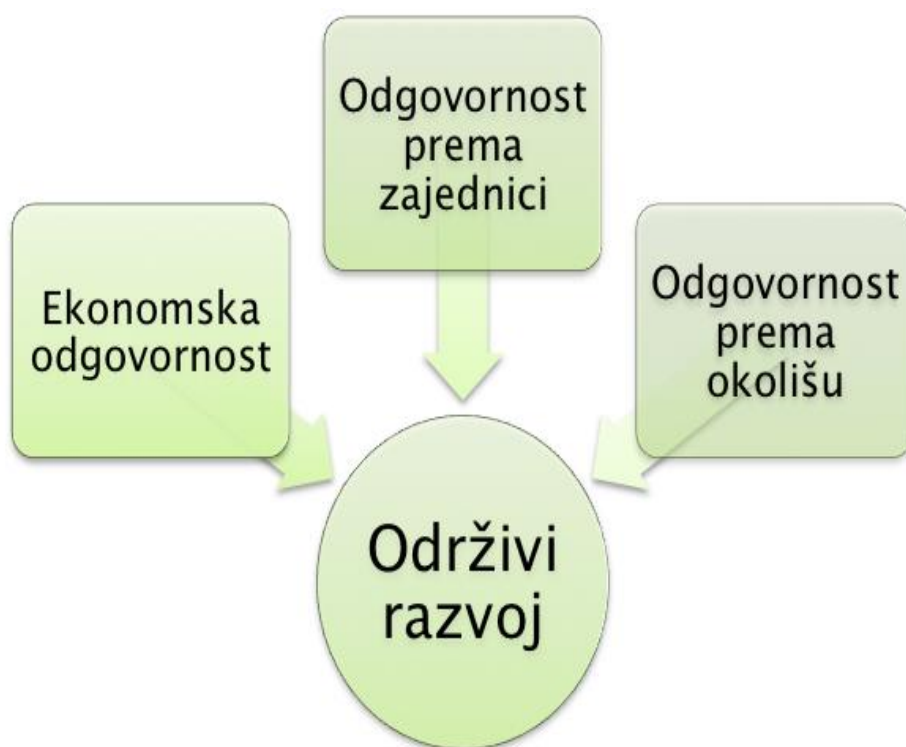 Odgovornost
prema
zajednici
Ekonomska
odgovornost
Odgovornost
prema
okolišu
Održivi
razvoj